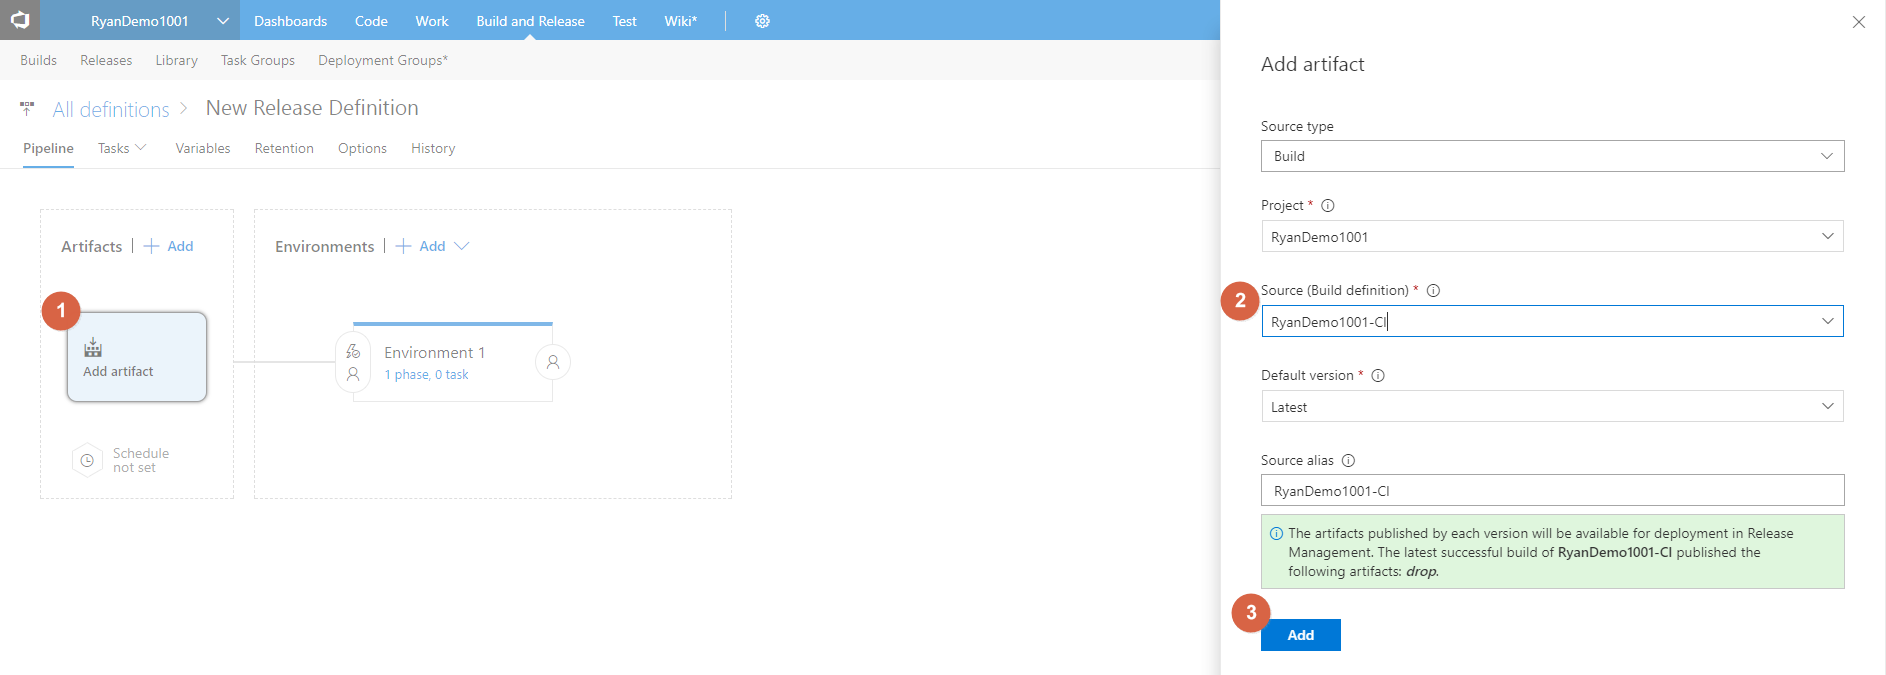 RyanDemo1001 Dashboards Code Work Build and Release Test Wiki*
Builds Releases Library Task Groups Deployment Groups*
All definitions > New Release Definition
Pipeline Tasks Variables Retention Options History
Artifacts | + Add
Environments | + Add
1
Add artifact
Schedule
not set
Environment 1
1 phase, 0 task
Add artifact
Source type
Build
Project *
RyanDemo1001
2
Source (Build definition) *
RyanDemo1001-CI
Default version *
Latest
Source alias
RyanDemo1001-CI
The artifacts published by each version will be available for deployment in Release
Management. The latest successful build of RyanDemo1001-CI published the
following artifacts: drop.
3
Add